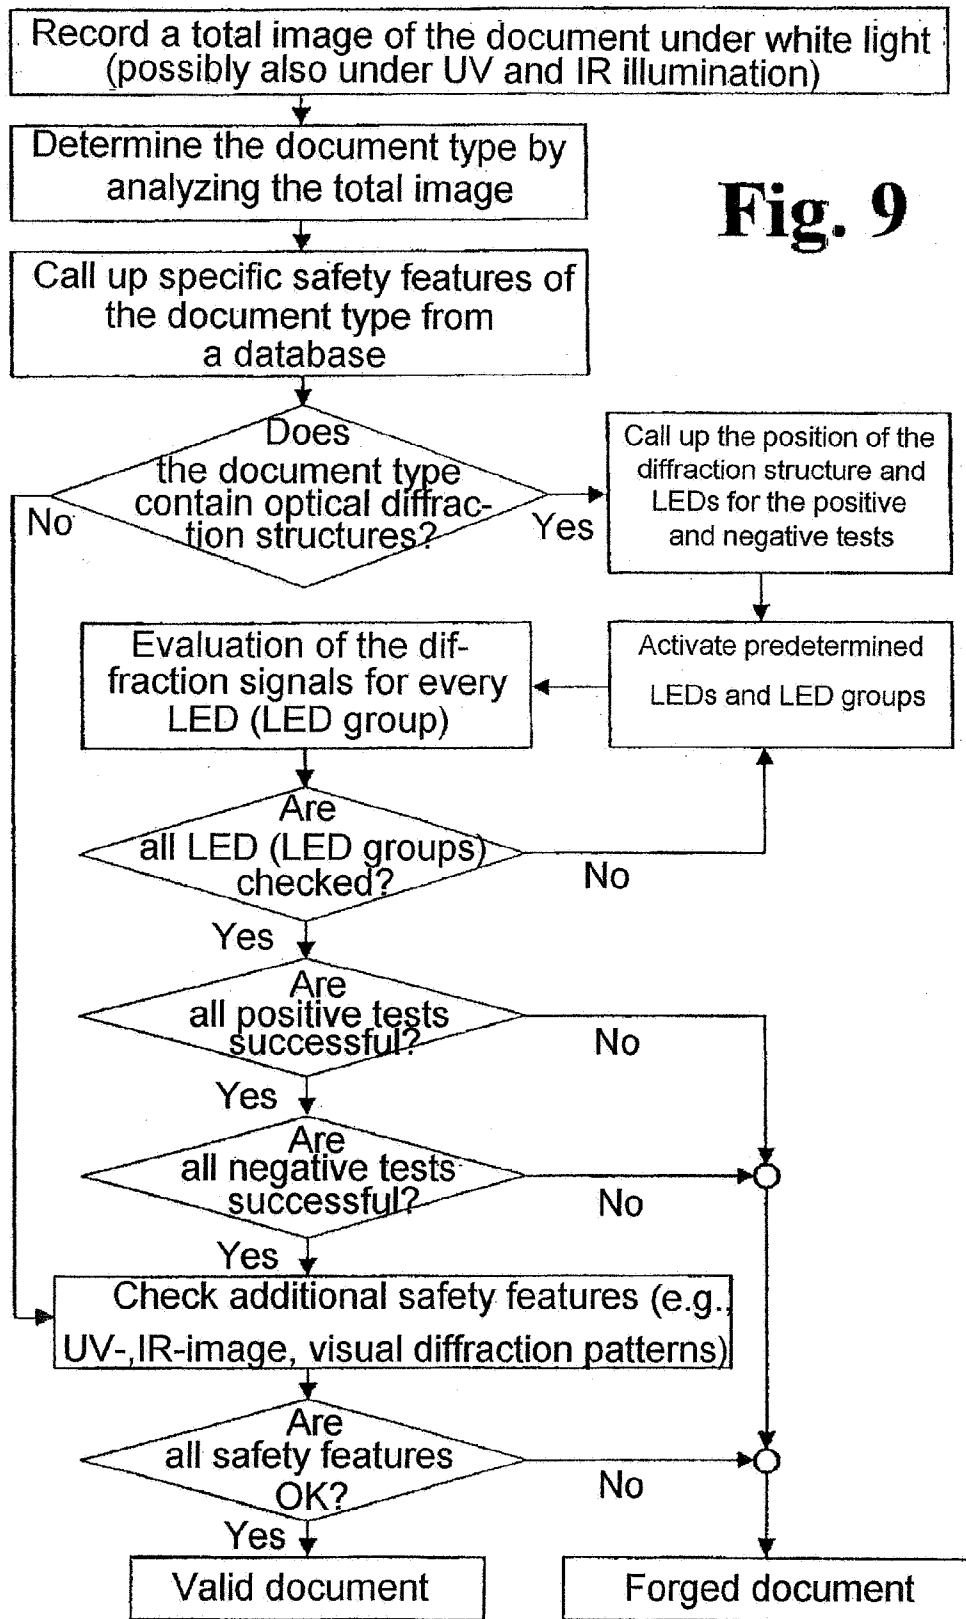 Record a total image of the document under white light
(possibly also under UV and IR illumination)
Determine the document type by
analyzing the total image
Fig. 9
Call up specific safety features of
the document type from
a database
Does
the document type
contain optical diffrac-
tion structures?
No
Yes
Call up the position of the
diffraction structure and
LEDs for the positive
and negative tests
Activate predetermined
LEDs and LED groups
Evaluation of the dif-
fraction signals for every
LED (LED group)
Are
all LED (LED groups)
checked?
No
Yes
Are
all positive tests
successful?
No
Yes
Are
all negative tests
successful?
No
Yes
Check additional safety features (e.g.,
UV-,IR-image, visual diffraction patterns)
Are
all safety features
OK?
No
Yes
Valid document
Forged document